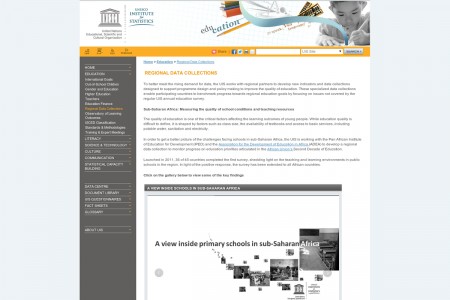 United Nations
Educational, Scientific and
Cultural Organization
UNESCO
INSTITUTE
for
STATISTICS
education
Share
SEARCH
HOME
EDUCATION
International Goals
Out of School Children
Gender and Education
Higher Education
Teachers
Education Finance
Regional Data Collections
Observatory of Learning
Outcomes
ISCED Classification
Standards & Methodologies
Training & Expert Meetings
LITERACY
SCIENCE & TECHNOLOGY
CULTURE
COMMUNICATION
STATISTICAL CAPACITY
BUILDING
DATA CENTRE
DOCUMENT LIBRARY
UIS QUESTIONNAIRES
FACT SHEETS
GLOSSARY
ABOUT UIS
Home > Education > Regional Data Collections
REGIONAL DATA COLLECTIONS
To better meet the rising demand for data, the UIS works with regional partners to develop new indicators and data collections
designed to support programme design and policy-making to improve the quality of education. These specialized data collections
enable participating countries to benchmark progress towards regional education goals by focusing on issues not covered by the
regular UIS annual education survey.
Sub-Saharan Africa: Measuring the quality of school conditions and teaching resources
The quality of education is one of the critical factors affecting the learning outcomes of young people. While education quality is
difficult to define, it is shaped by factors such as class size, the availability of textbooks and access to basic services, including
potable water, sanitation and electricity.
In order to get a better picture of the challenges facing schools in sub-Saharan Africa, the UIS is working with the Pan African Institute
of Education for Development (IPED) and the Association for the Development of Education in Africa (ADEA) to develop a regional
data collection to monitor progress on education priorities articulated in the African Union's Second Decade of Education.
Launched in 2011, 25 of 45 countries completed the first survey, shedding light on the teaching and learning environments in public
schools in the region. In light of the positive response, the survey has been extended to all African countries.
Click on the gallery below to view some of the key findings
A VIEW INSIDE SCHOOLS IN SUB-SAHARAN AFRICA
A view inside primary schools in sub-Saharan Africa